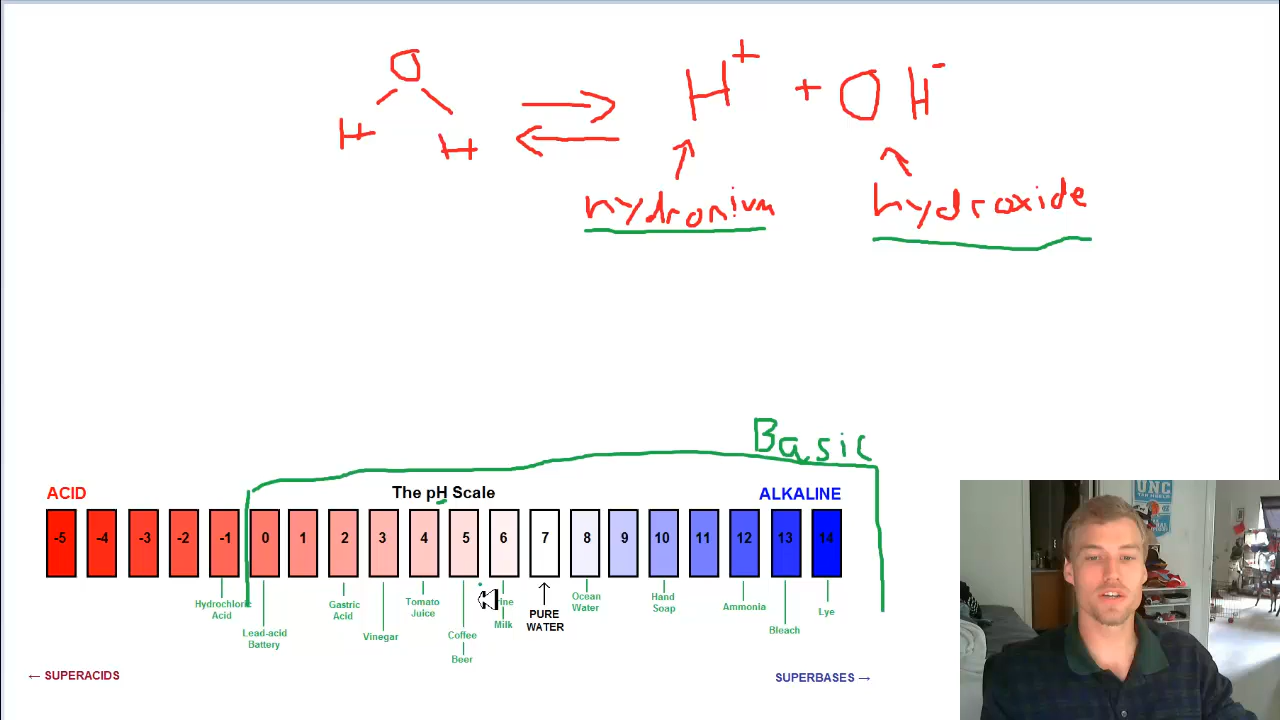 O
H H ⇌ H+ + OH-
hydronium hydroxide
Basic
ACID The pH Scale ALKALINE
-5 -4 -3 -2 -1 0 1 2 3 4 5 6 7 8 9 10 11 12 13 14
Hydrochloric Acid
Lead-acid Battery
Gastric Acid
Vinegar
Tomato Juice
Coffee
Beer
Milk
PURE WATER
Ocean Water
Hand Soap
Ammonia
Bleach
Lye
← SUPERACIDS SUPERBASES →
UNC